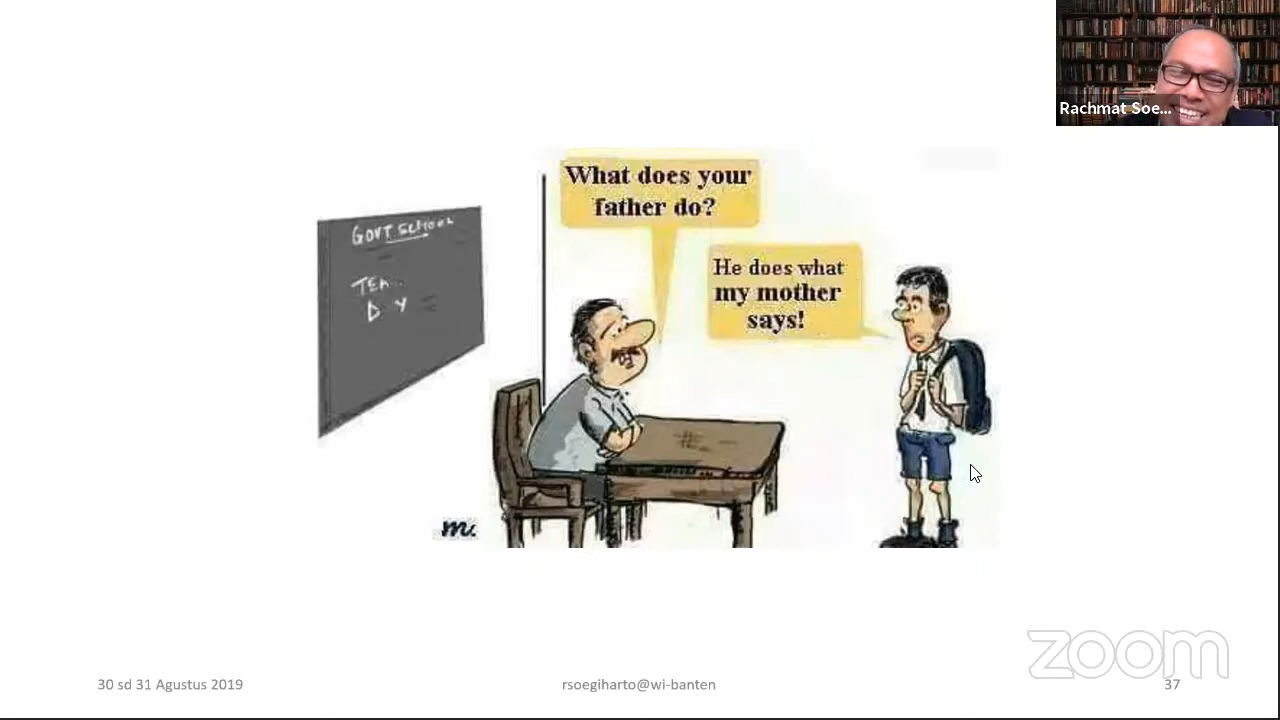 Rachmat Soe...
What does your
father do?
He does what
my mother
says!
GOVT SCHOOL
D Y
m.
zoom
30 sd 31 Agustus 2019
rsoegiharto@wi-banten
37